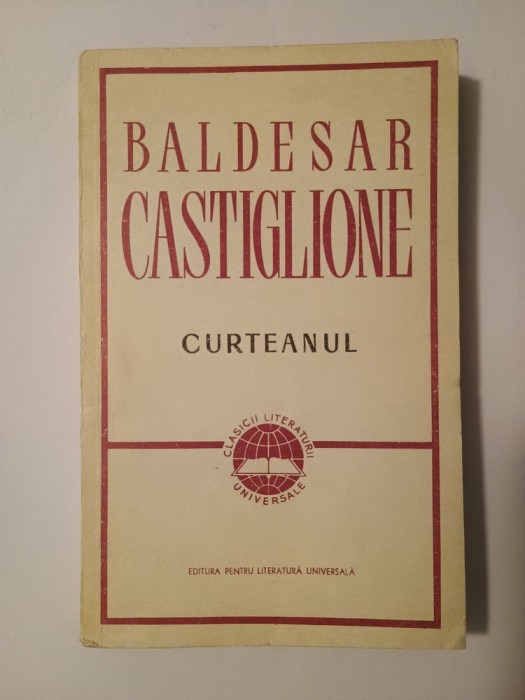 BALDESAR
CASTIGLIONE
CURTEANUL
CLASICII LITERATURII
UNIVERSALE
EDITURA PENTRU LITERATURĂ UNIVERSALĂ